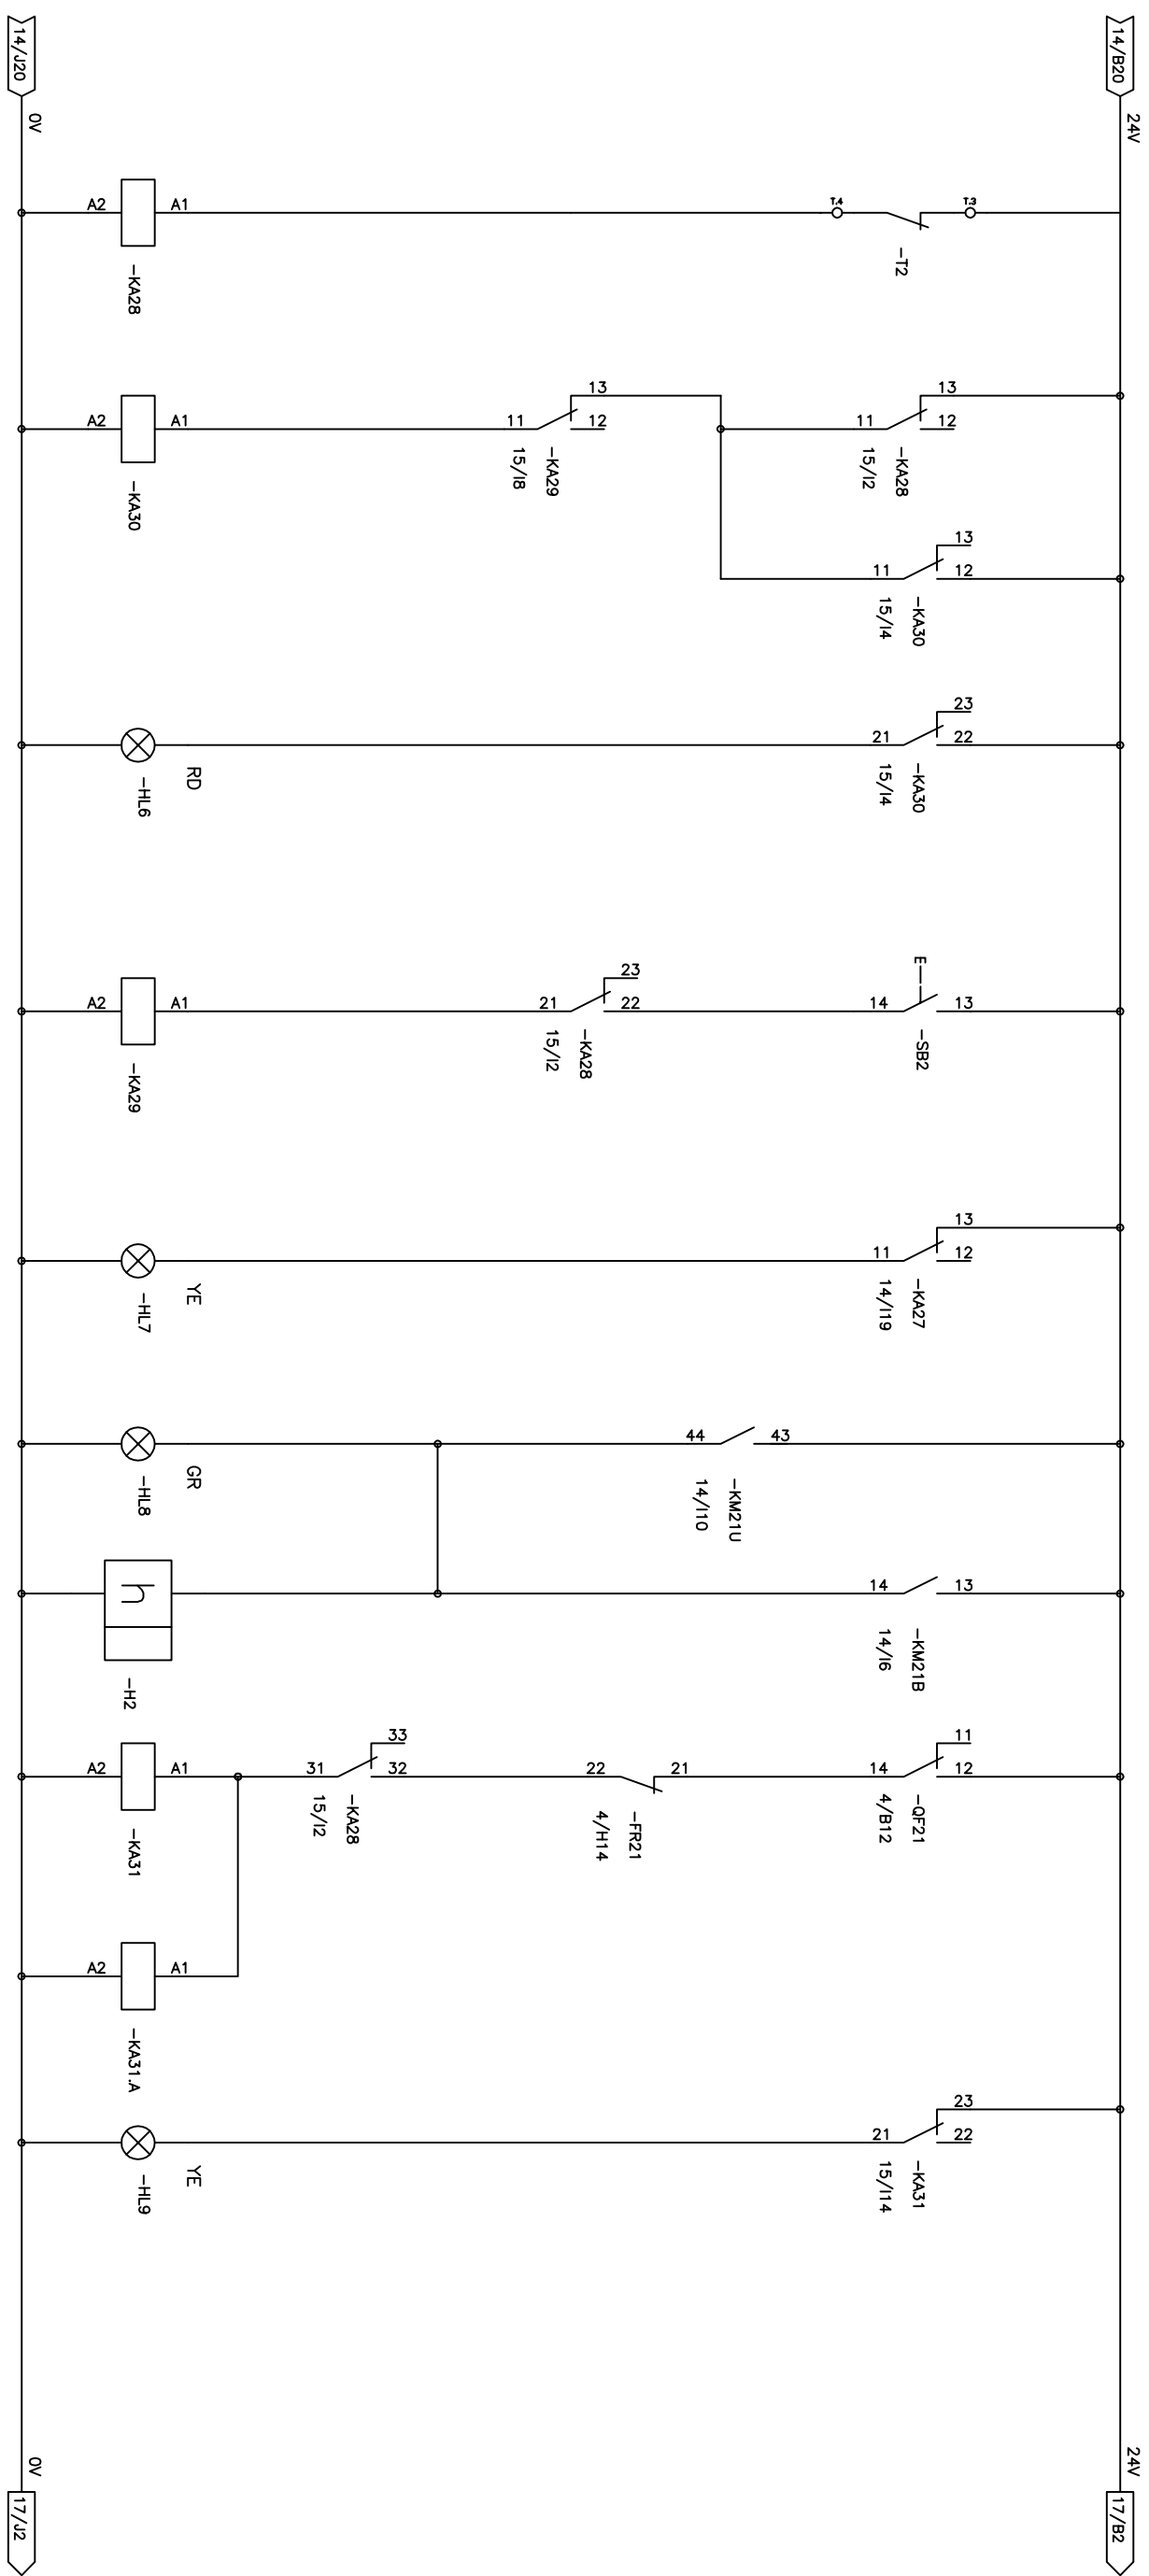 14/B20
24V
T.3
-T2
T.4
A1
A2
-KA28
13
12
11
-KA28
15/I2
13
12
11
-KA30
15/I4
13
12
11
-KA29
15/I8
A1
A2
-KA30
23
22
21
-KA30
15/I4
RD
-HL6
E
13
14
-SB2
23
22
21
-KA28
15/I2
A1
A2
-KA29
13
12
11
-KA27
14/I19
YE
-HL7
43
44
-KM21U
14/I10
GR
-HL8
13
14
-KM21B
14/I6
h
-H2
11
12
14
-QF21
4/B12
21
22
-FR21
4/H14
33
32
31
-KA28
15/I2
A1
A2
-KA31
A1
A2
-KA31.A
23
22
21
-KA31
15/I14
YE
-HL9
24V
17/B2
14/J20
0V
0V
17/J2